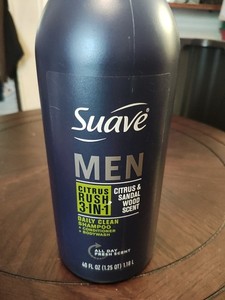 Suave®
MEN
CITRUS
RUSH
3-IN-1
CITRUS &
SANDAL
WOOD
SCENT
DAILY CLEAN
SHAMPOO
+ CONDITIONER
+ BODYWASH
ALL DAY
FRESH SCENT
40 FL OZ (1.25 QT) 1.18 L